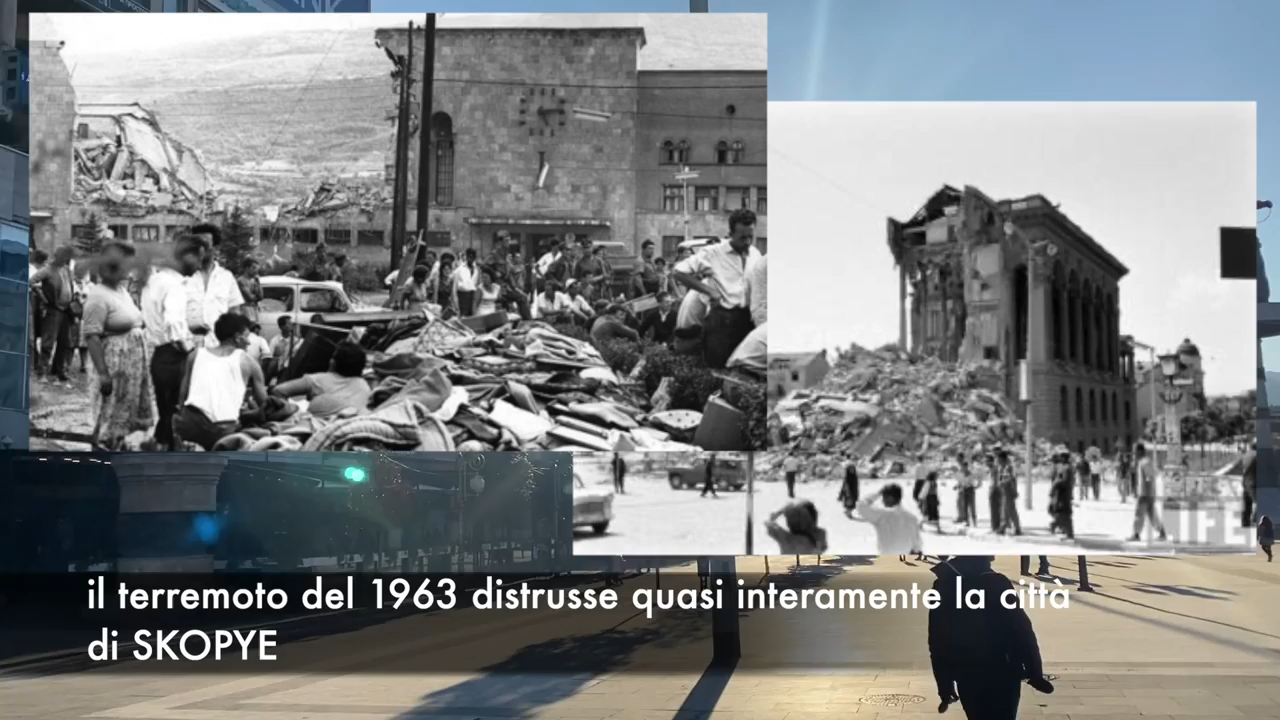 il terremoto del 1963 distrusse quasi interamente la città
di SKOPYE